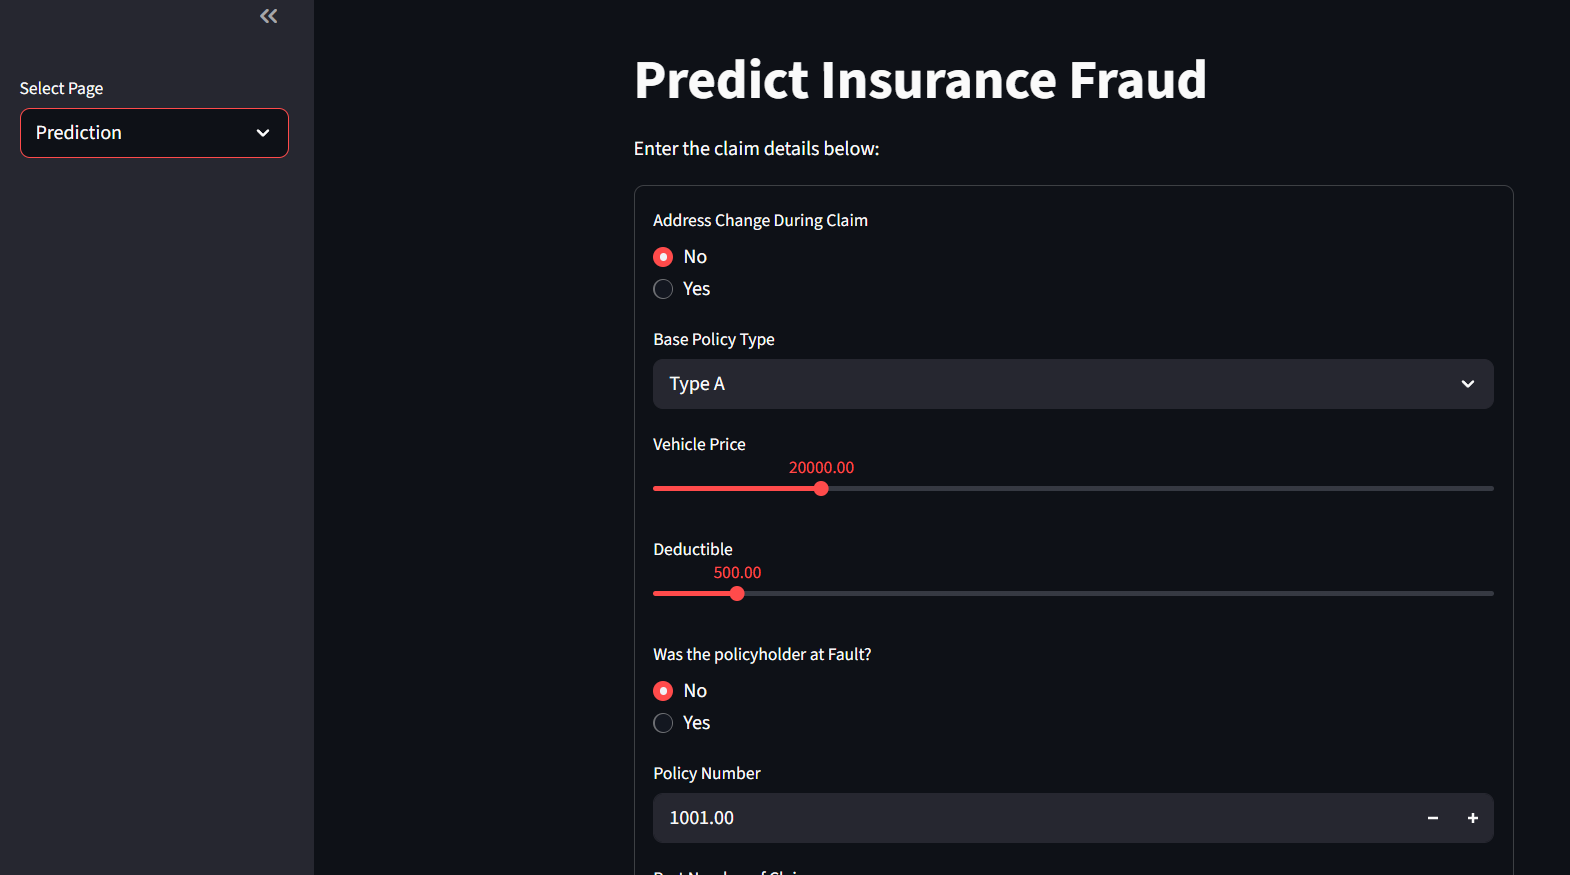 Select Page
Prediction
Predict Insurance Fraud
Enter the claim details below:
Address Change During Claim
No
Yes
Base Policy Type
Type A
Vehicle Price
20000.00
Deductible
500.00
Was the policyholder at Fault?
No
Yes
Policy Number
1001.00